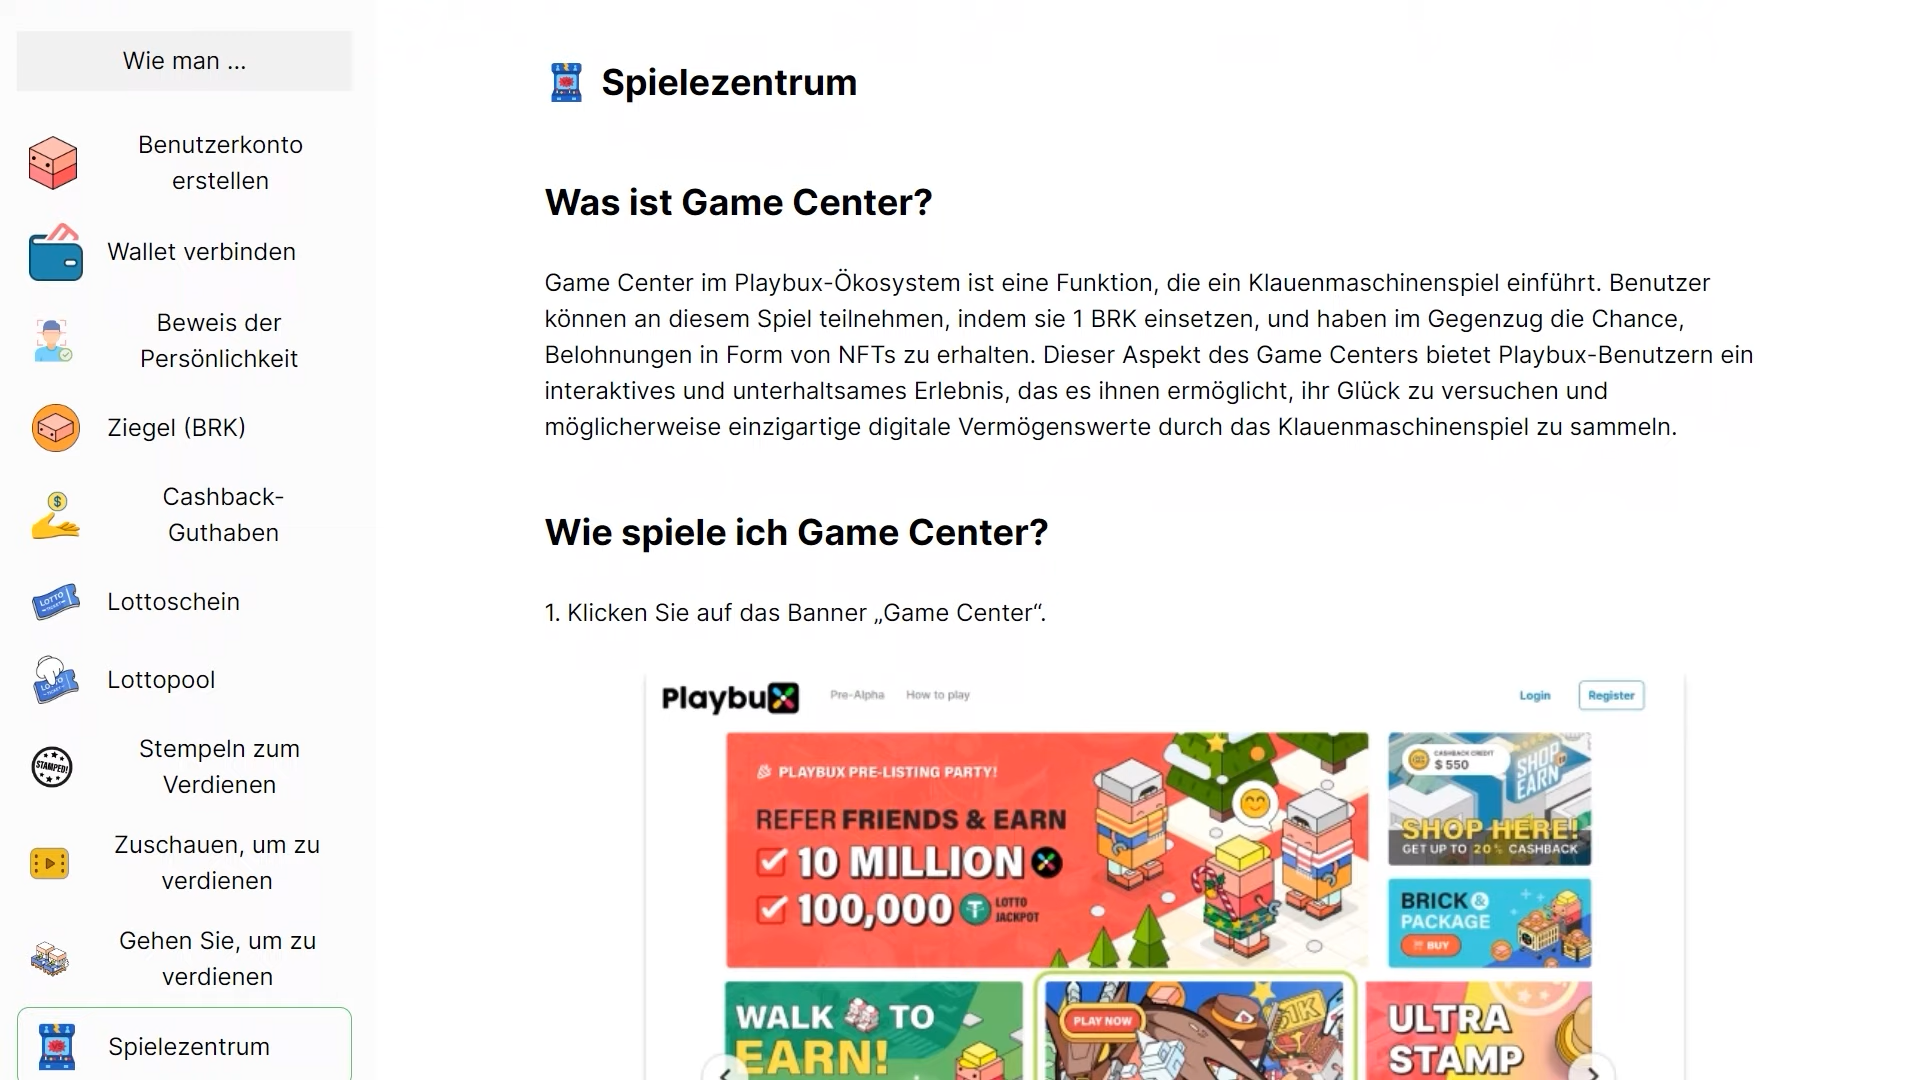 Wie man ...
Benutzerkonto
erstellen
Wallet verbinden
Beweis der
Persönlichkeit
Ziegel (BRK)
Cashback-
Guthaben
Lottoschein
Lottopool
STAMPED!
Stempeln zum
Verdienen
Zuschauen, um zu
verdienen
Gehen Sie, um zu
verdienen
Spielezentrum
Spielezentrum
Was ist Game Center?
Game Center im Playbux-Ökosystem ist eine Funktion, die ein Klauenmaschinenspiel einführt. Benutzer
können an diesem Spiel teilnehmen, indem sie 1 BRK einsetzen, und haben im Gegenzug die Chance,
Belohnungen in Form von NFTs zu erhalten. Dieser Aspekt des Game Centers bietet Playbux-Benutzern ein
interaktives und unterhaltsames Erlebnis, das es ihnen ermöglicht, ihr Glück zu versuchen und
möglicherweise einzigartige digitale Vermögenswerte durch das Klauenmaschinenspiel zu sammeln.
Wie spiele ich Game Center?
1. Klicken Sie auf das Banner „Game Center“.
Playbux Pre-Alpha How to play Login Register
PLAYBUX PRE-LISTING PARTY!
REFER FRIENDS & EARN
10 MILLION
100,000 LOTTO
JACKPOT
CASHBACK CREDIT
$ 550
SHOP
EARN
SHOP HERE!
GET UP TO 20% CASHBACK
BRICK &
PACKAGE
BUY
WALK TO
EARN!
PLAY NOW
$1K
ULTRA
STAMP